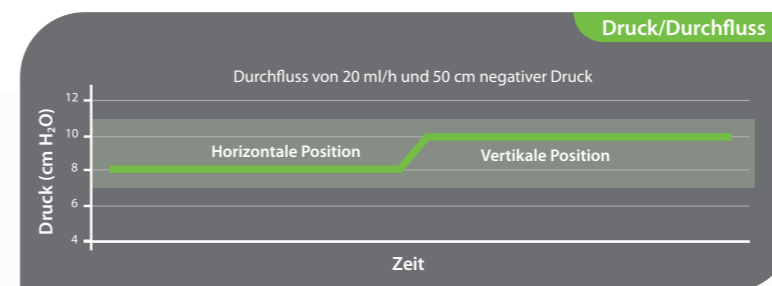 Druck/Durchfluss
Durchfluss von 20 ml/h und 50 cm negativer Druck
Druck (cm H₂O)
12
10
8
6
4
Horizontale Position
Vertikale Position
Zeit